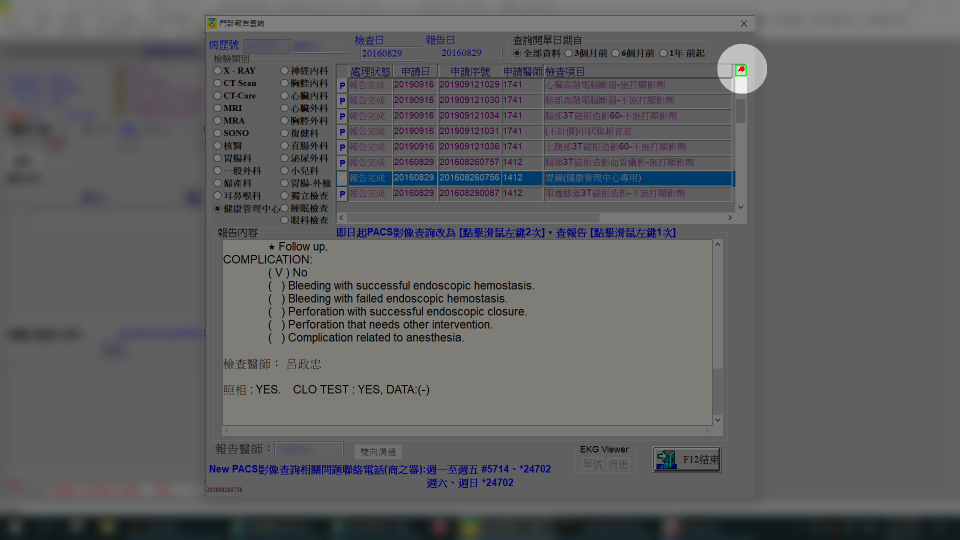 門診報告查詢
病歷號
檢查日
20160829
報告日
20160829
查詢開單日期自
全部資料 3個月前 6個月前 1年 前起
檢驗類別
X - RAY
CT Scan
CT-Care
MRI
MRA
SONO
核醫
胃腸科
一般外科
婦產科
耳鼻喉科
健康管理中心
神經內科
胸腔內科
心臟內科
心臟外科
胸腔外科
復健科
直腸外科
泌尿外科
小兒科
胃腸-外檢
獨立檢查
睡眠檢查
眼科檢查
處理狀態 申請日 申請序號 申請醫師 檢查項目
P 報告完成 20190916 201909121029 1741 心臟高階電腦斷層-施打顯影劑
P 報告完成 20190916 201909121030 1741 肺部高階電腦斷層-不施打顯影劑
P 報告完成 20190916 201909121034 1741 腦部3T磁振造影60-不施打顯影劑
P 報告完成 20190916 201909121031 1741 (不計價)甲狀腺超音波
P 報告完成 20190916 201909121036 1741 上腹部3T磁振造影60-不施打顯影劑
P 報告完成 20160829 201608260757 1412 腦部3T磁振造影血管攝影-施打顯影劑
報告完成 20160829 201608260756 1412 胃鏡(健康管理中心專用)
P 報告完成 20160829 201608290087 1412 單邊膝蓋3T磁振造影-不施打顯影劑
報告內容
即日起PACS影像查詢改為 [點擊滑鼠左鍵2次]，查報告 [點擊滑鼠左鍵1次]
★ Follow up.
COMPLICATION:
( V ) No
( ) Bleeding with successful endoscopic hemostasis.
( ) Bleeding with failed endoscopic hemostasis.
( ) Perforation with successful endoscopic closure.
( ) Perforation that needs other intervention.
( ) Complication related to anesthesia.
檢查醫師： 呂政忠
照相 : YES. CLO TEST : YES, DATA:(-)
報告醫師：
雙向溝通
EKG Viewer
單號 病患
F12結束
New PACS影像查詢相關問題聯絡電話(商之器):週一至週五 #5714、*24702
週六、週日 *24702
201608260756